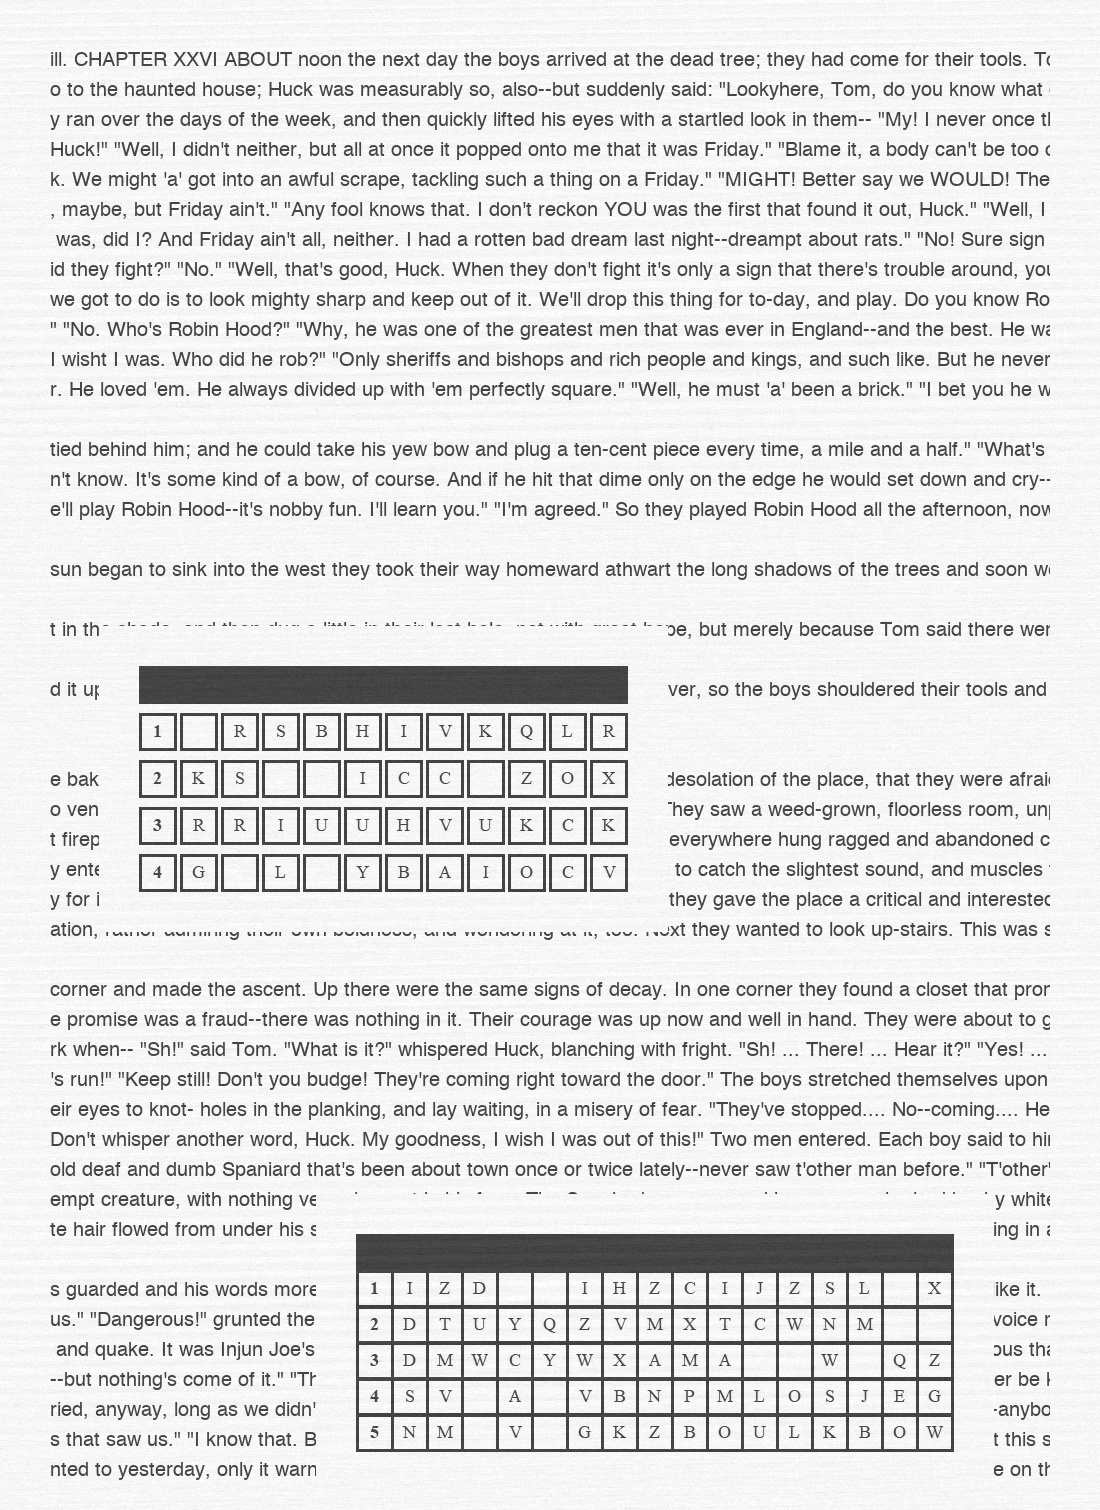 ill. CHAPTER XXVI ABOUT noon the next day the boys arrived at the dead tree; they had come for their tools. To
o to the haunted house; Huck was measurably so, also--but suddenly said: "Lookyhere, Tom, do you know what
y ran over the days of the week, and then quickly lifted his eyes with a startled look in them-- "My! I never once th
Huck!" "Well, I didn't neither, but all at once it popped onto me that it was Friday." "Blame it, a body can't be too c
k. We might 'a' got into an awful scrape, tackling such a thing on a Friday." "MIGHT! Better say we WOULD! The
, maybe, but Friday ain't." "Any fool knows that. I don't reckon YOU was the first that found it out, Huck." "Well, I
was, did I? And Friday ain't all, neither. I had a rotten bad dream last night--dreampt about rats." "No! Sure sign
id they fight?" "No." "Well, that's good, Huck. When they don't fight it's only a sign that there's trouble around, you
we got to do is to look mighty sharp and keep out of it. We'll drop this thing for to-day, and play. Do you know Ro
" "No. Who's Robin Hood?" "Why, he was one of the greatest men that was ever in England--and the best. He wa
I wisht I was. Who did he rob?" "Only sheriffs and bishops and rich people and kings, and such like. But he never
r. He loved 'em. He always divided up with 'em perfectly square." "Well, he must 'a' been a brick." "I bet you he w
tied behind him; and he could take his yew bow and plug a ten-cent piece every time, a mile and a half." "What's
n't know. It's some kind of a bow, of course. And if he hit that dime only on the edge he would set down and cry--
e'll play Robin Hood--it's nobby fun. I'll learn you." "I'm agreed." So they played Robin Hood all the afternoon, now
sun began to sink into the west they took their way homeward athwart the long shadows of the trees and soon we
t in the shade, and then dug a little in their last hole, not with great hope, but merely because Tom said there wer
d it up ver, so the boys shouldered their tools and
1 R S B H I V K Q L R
2 K S I C C Z O X
3 R R I U U H V U K C K
4 G L Y B A I O C V
e bak desolation of the place, that they were afraid
o ven They saw a weed-grown, floorless room, unp
t firep everywhere hung ragged and abandoned c
y ente to catch the slightest sound, and muscles
y for i they gave the place a critical and interested
ation, rather admiring their own boldness, and wondering at it, too. Next they wanted to look up-stairs. This was s
corner and made the ascent. Up there were the same signs of decay. In one corner they found a closet that pror
e promise was a fraud--there was nothing in it. Their courage was up now and well in hand. They were about to g
rk when-- "Sh!" said Tom. "What is it?" whispered Huck, blanching with fright. "Sh! ... There! ... Hear it?" "Yes! ...
's run!" "Keep still! Don't you budge! They're coming right toward the door." The boys stretched themselves upon
eir eyes to knot- holes in the planking, and lay waiting, in a misery of fear. "They've stopped.... No--coming.... He
Don't whisper another word, Huck. My goodness, I wish I was out of this!" Two men entered. Each boy said to hin
old deaf and dumb Spaniard that's been about town once or twice lately--never saw t'other man before." "T'other"
empt creature, with nothing ve y white
te hair flowed from under his s ing in a
1 I Z D I H Z C I J Z S L X
2 D T U Y Q Z V M X T C W N M
3 D M W C Y W X A M A W Q Z
4 S V A V B N P M L O S J E G
5 N M V G K Z B O U L K B O W
s guarded and his words more ike it.
us." "Dangerous!" grunted the voice
and quake. It was Injun Joe's ous tha
--but nothing's come of it." "Th er be k
ried, anyway, long as we didn' -anybo
s that saw us." "I know that. B t this s
nted to yesterday, only it warn e on th